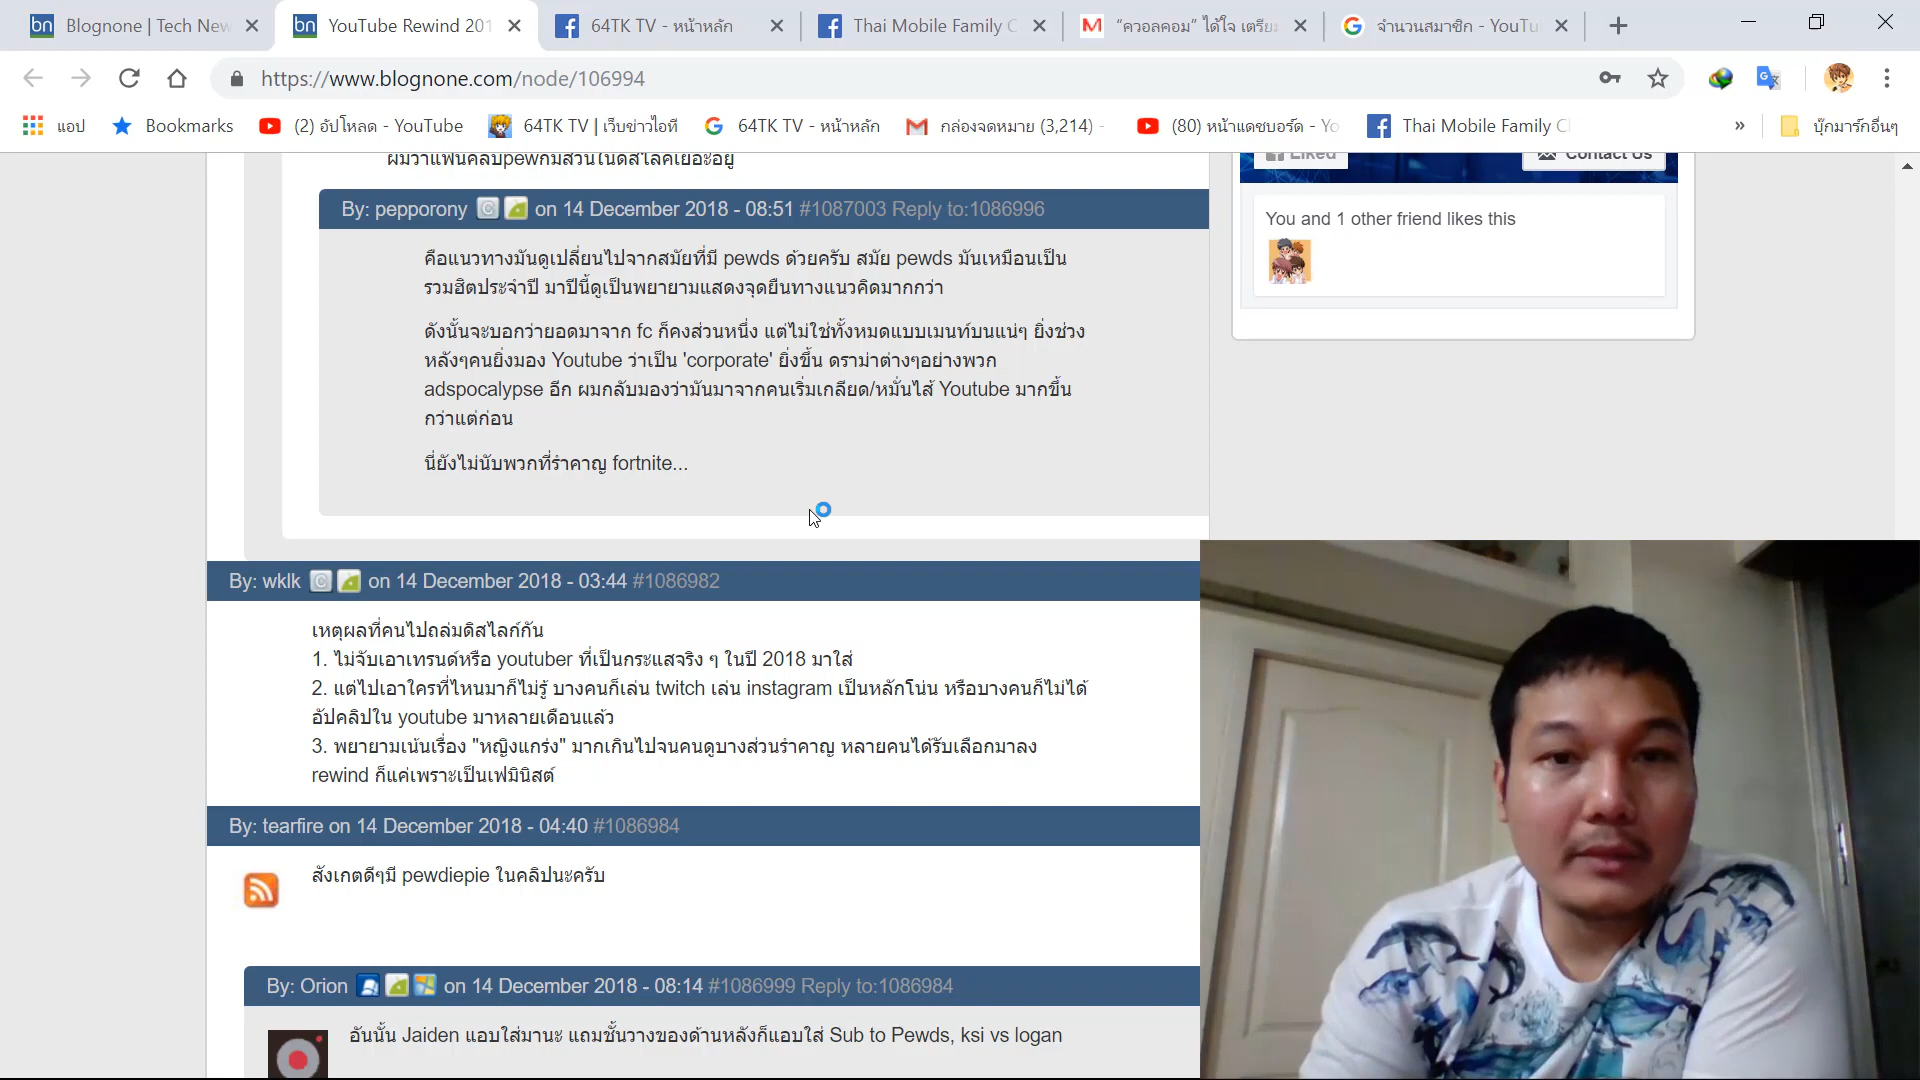 Blognone | Tech New
YouTube Rewind 201
64TK TV - หน้าหลัก
Thai Mobile Family C
"ควอลคอม" ได้ใจ เตรีย
จำนวนสมาชิก - YouTu
https://www.blognone.com/node/106994
แอป
Bookmarks
(2) อัปโหลด - YouTube
64TK TV | เว็บข่าวไอที
64TK TV - หน้าหลัก
กล่องจดหมาย (3,214) -
(80) หน้าแดชบอร์ด - Yo
Thai Mobile Family Cl
»
บุ๊กมาร์กอื่นๆ
ผมว่าแฟนคลับpewก็มีส่วนในดิสไลค์เยอะอยู่
Liked
Contact Us
You and 1 other friend likes this
By: pepporony on 14 December 2018 - 08:51 #1087003 Reply to:1086996
คือแนวทางมันดูเปลี่ยนไปจากสมัยที่มี pewds ด้วยครับ สมัย pewds มันเหมือนเป็น
รวมฮิตประจำปี มาปีนี้ดูเป็นพยายามแสดงจุดยืนทางแนวคิดมากกว่า
ดังนั้นจะบอกว่ายอดมาจาก fc ก็คงส่วนหนึ่ง แต่ไม่ใช่ทั้งหมดแบบเมนท์บนแน่ๆ ยิ่งช่วง
หลังๆคนยิ่งมอง Youtube ว่าเป็น 'corporate' ยิ่งขึ้น ดราม่าต่างๆอย่างพวก
adspocalypse อีก ผมกลับมองว่ามันมาจากคนเริ่มเกลียด/หมั่นไส้ Youtube มากขึ้น
กว่าแต่ก่อน
นี่ยังไม่นับพวกที่รำคาญ fortnite...
By: wklk on 14 December 2018 - 03:44 #1086982
เหตุผลที่คนไปถล่มดิสไลก์กัน
1. ไม่จับเอาเทรนด์หรือ youtuber ที่เป็นกระแสจริง ๆ ในปี 2018 มาใส่
2. แต่ไปเอาใครที่ไหนมาก็ไม่รู้ บางคนก็เล่น twitch เล่น instagram เป็นหลักโน่น หรือบางคนก็ไม่ได้
อัปคลิปใน youtube มาหลายเดือนแล้ว
3. พยายามเน้นเรื่อง "หญิงแกร่ง" มากเกินไปจนคนดูบางส่วนรำคาญ หลายคนได้รับเลือกมาลง
rewind ก็แค่เพราะเป็นเฟมินิสต์
By: tearfire on 14 December 2018 - 04:40 #1086984
สังเกตดีๆมี pewdiepie ในคลิปนะครับ
By: Orion on 14 December 2018 - 08:14 #1086999 Reply to:1086984
อันนั้น Jaiden แอบใส่มานะ แถมชั้นวางของด้านหลังก็แอบใส่ Sub to Pewds, ksi vs logan